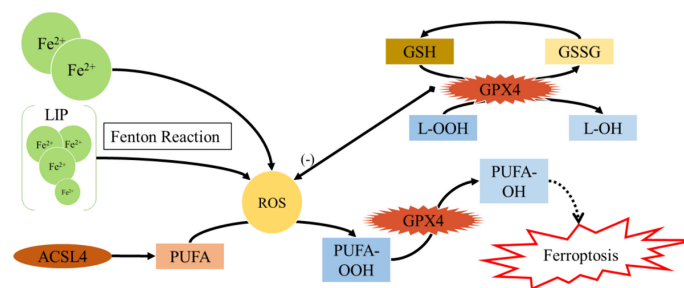 Fe2+
Fe2+
LIP
Fe2+
Fe2+
Fe2+
Fe2+
Fenton Reaction
GSH
GSSG
GPX4
L-OOH
L-OH
(-)
ROS
PUFA-
OH
GPX4
ACSL4
PUFA
PUFA-
OOH
Ferroptosis